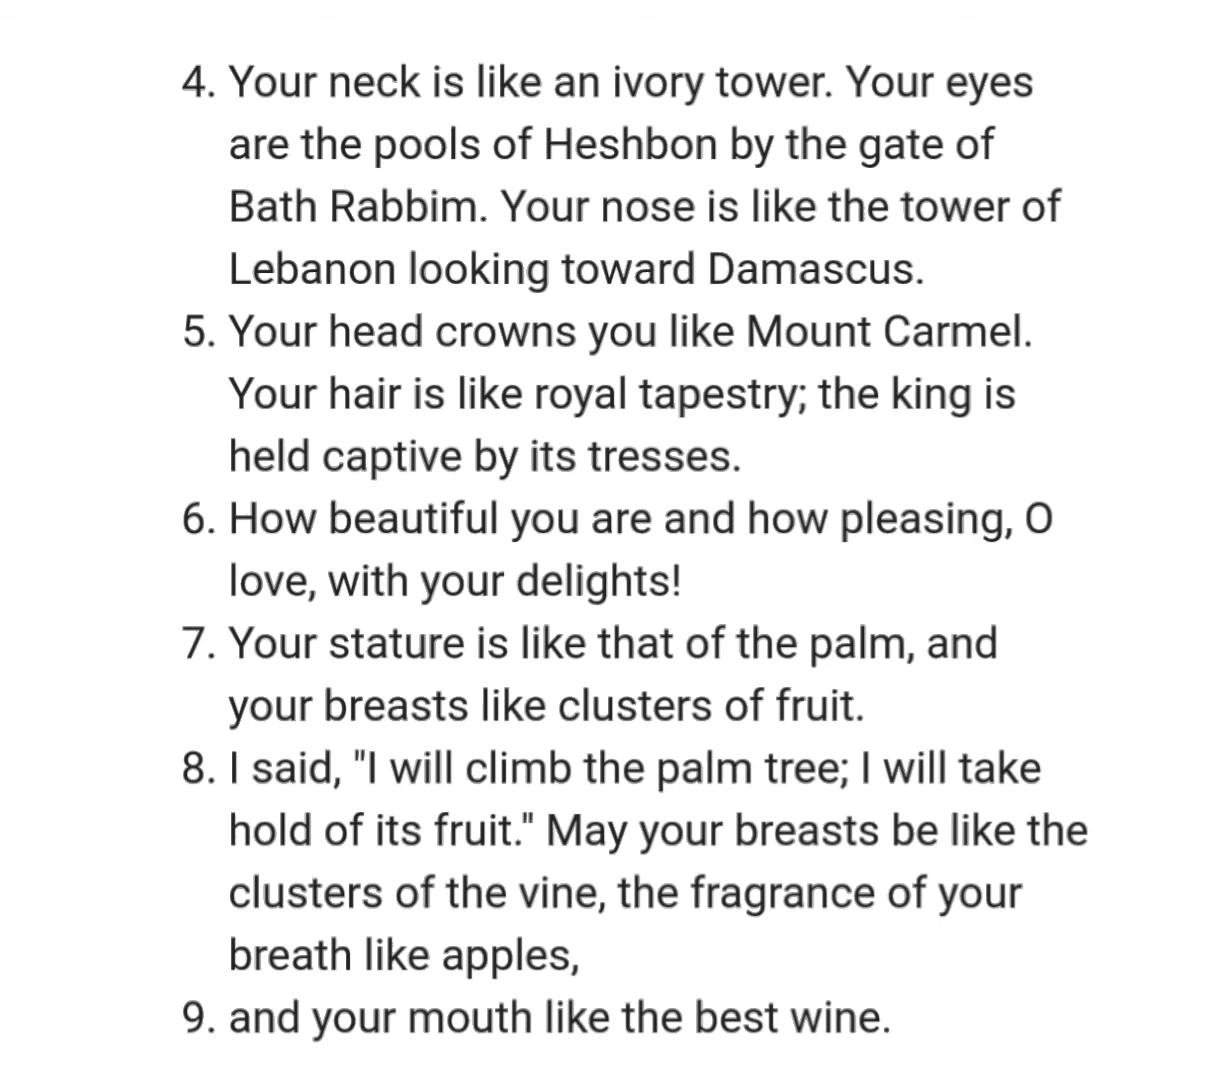 4. Your neck is like an ivory tower. Your eyes
are the pools of Heshbon by the gate of
Bath Rabbim. Your nose is like the tower of
Lebanon looking toward Damascus.
5. Your head crowns you like Mount Carmel.
Your hair is like royal tapestry; the king is
held captive by its tresses.
6. How beautiful you are and how pleasing, O
love, with your delights!
7. Your stature is like that of the palm, and
your breasts like clusters of fruit.
8. I said, "I will climb the palm tree; I will take
hold of its fruit." May your breasts be like the
clusters of the vine, the fragrance of your
breath like apples,
9. and your mouth like the best wine.